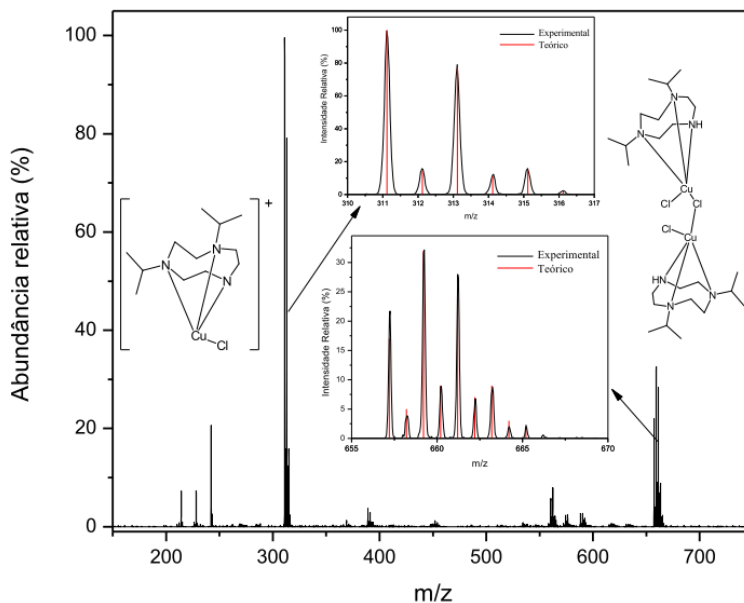 Abundância relativa (%)
100
80
60
40
20
0
200
300
400
500
600
700
m/z
Intensidade Relativa (%)
100
80
60
40
20
0
310
311
312
313
314
315
316
317
m/z
Experimental
Teórico
Intensidade Relativa (%)
30
25
20
15
10
5
0
655
660
665
670
m/z
Experimental
Teórico
+
N
N
N
Cu
Cl
N
N
NH
Cu
Cl
Cl
Cl
Cu
HN
N
N